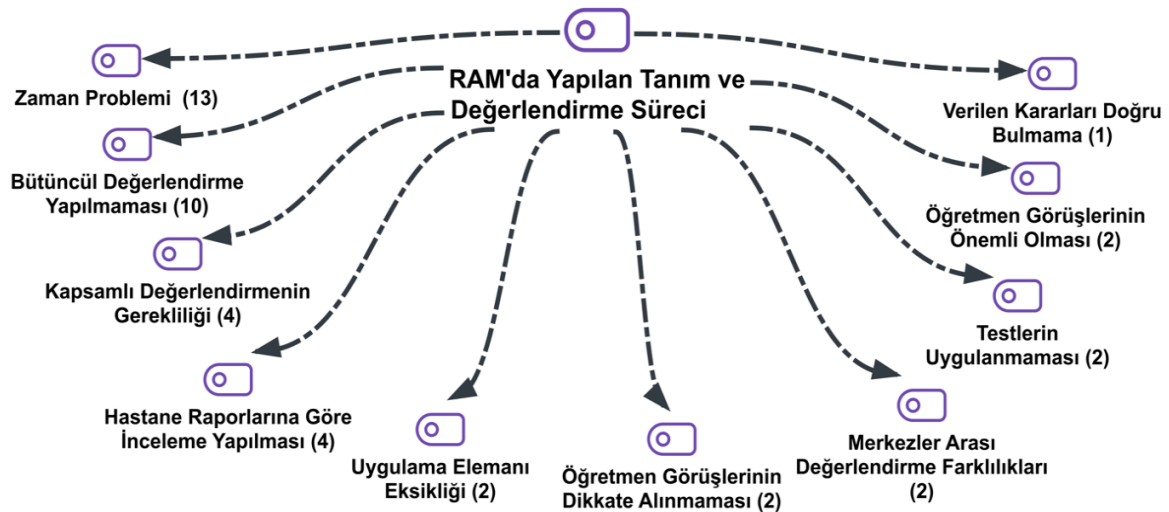 RAM'da Yapılan Tanım ve
Değerlendirme Süreci
Zaman Problemi (13)
Bütüncül Değerlendirme
Yapılmaması (10)
Kapsamlı Değerlendirmenin
Gerekliliği (4)
Hastane Raporlarına Göre
İnceleme Yapılması (4)
Uygulama Elemanı
Eksikliği (2)
Öğretmen Görüşlerinin
Dikkate Alınmaması (2)
Merkezler Arası
Değerlendirme Farklılıkları
(2)
Testlerin
Uygulanmaması (2)
Öğretmen Görüşlerinin
Önemli Olması (2)
Verilen Kararları Doğru
Bulmama (1)